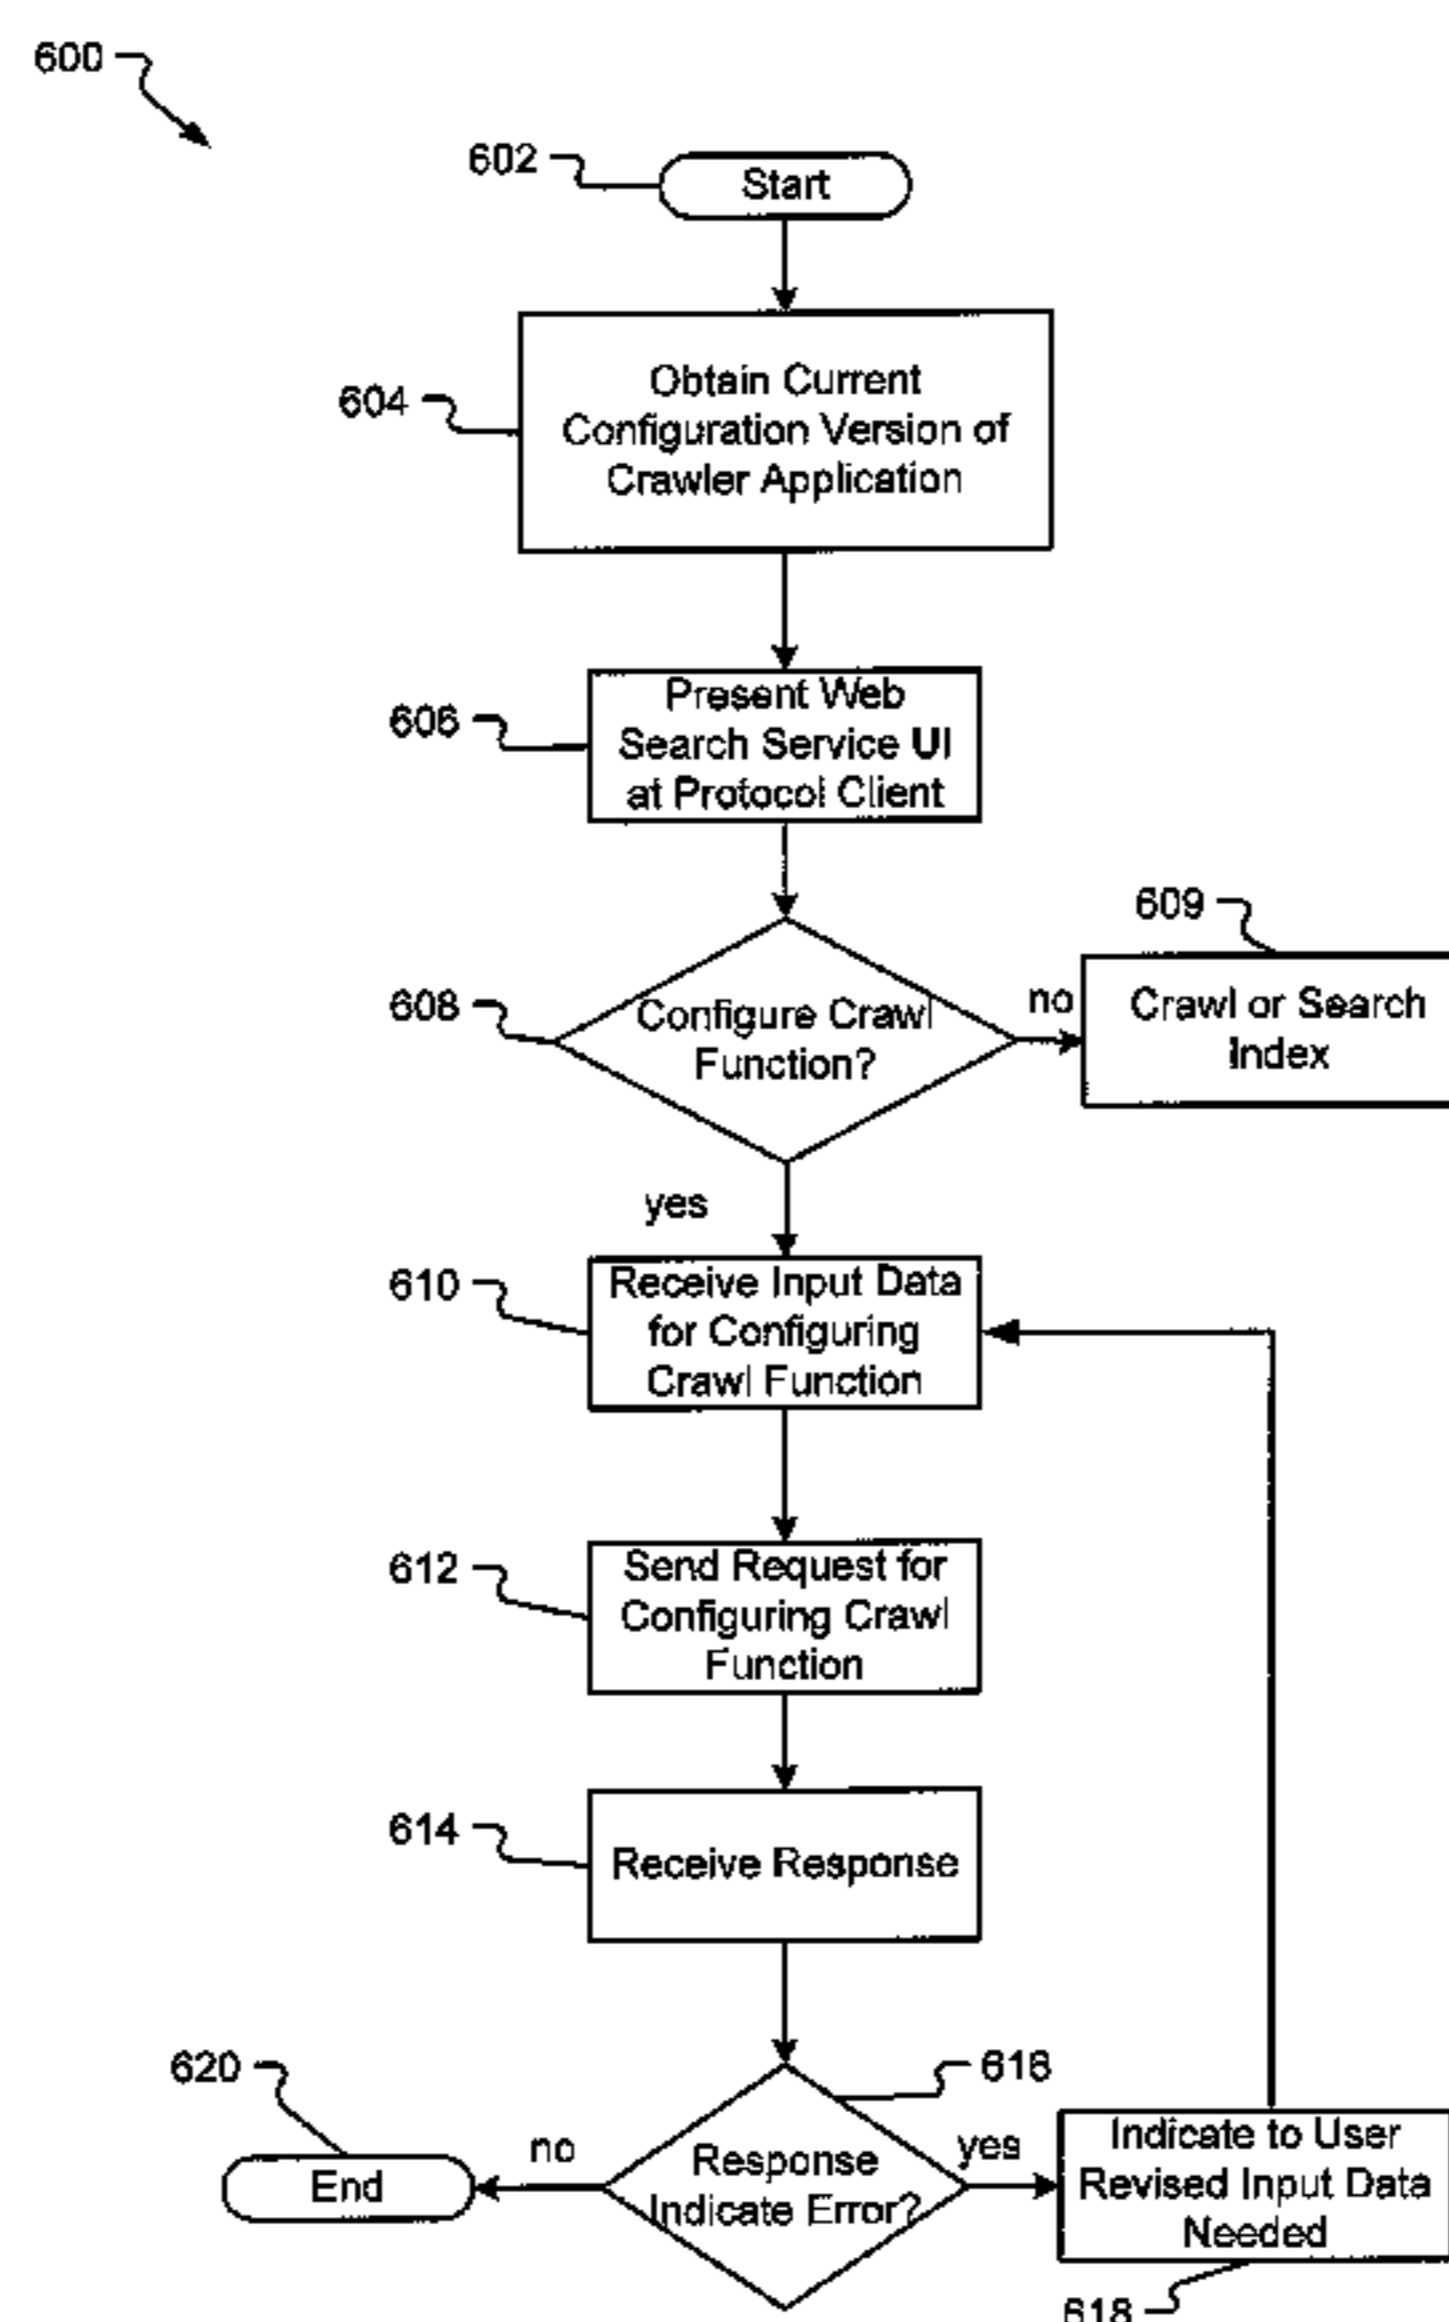 600
602
Start
604
Obtain Current
Configuration Version of
Crawler Application
606
Present Web
Search Service UI
at Protocol Client
608
Configure Crawl
Function?
no
609
Crawl or Search
Index
yes
610
Receive Input Data
for Configuring
Crawl Function
612
Send Request for
Configuring Crawl
Function
614
Receive Response
616
Response
Indicate Error?
no
620
End
yes
Indicate to User
Revised Input Data
Needed
618